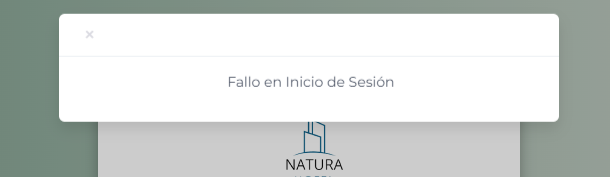 ×
Fallo en Inicio de Sesión
NATURA